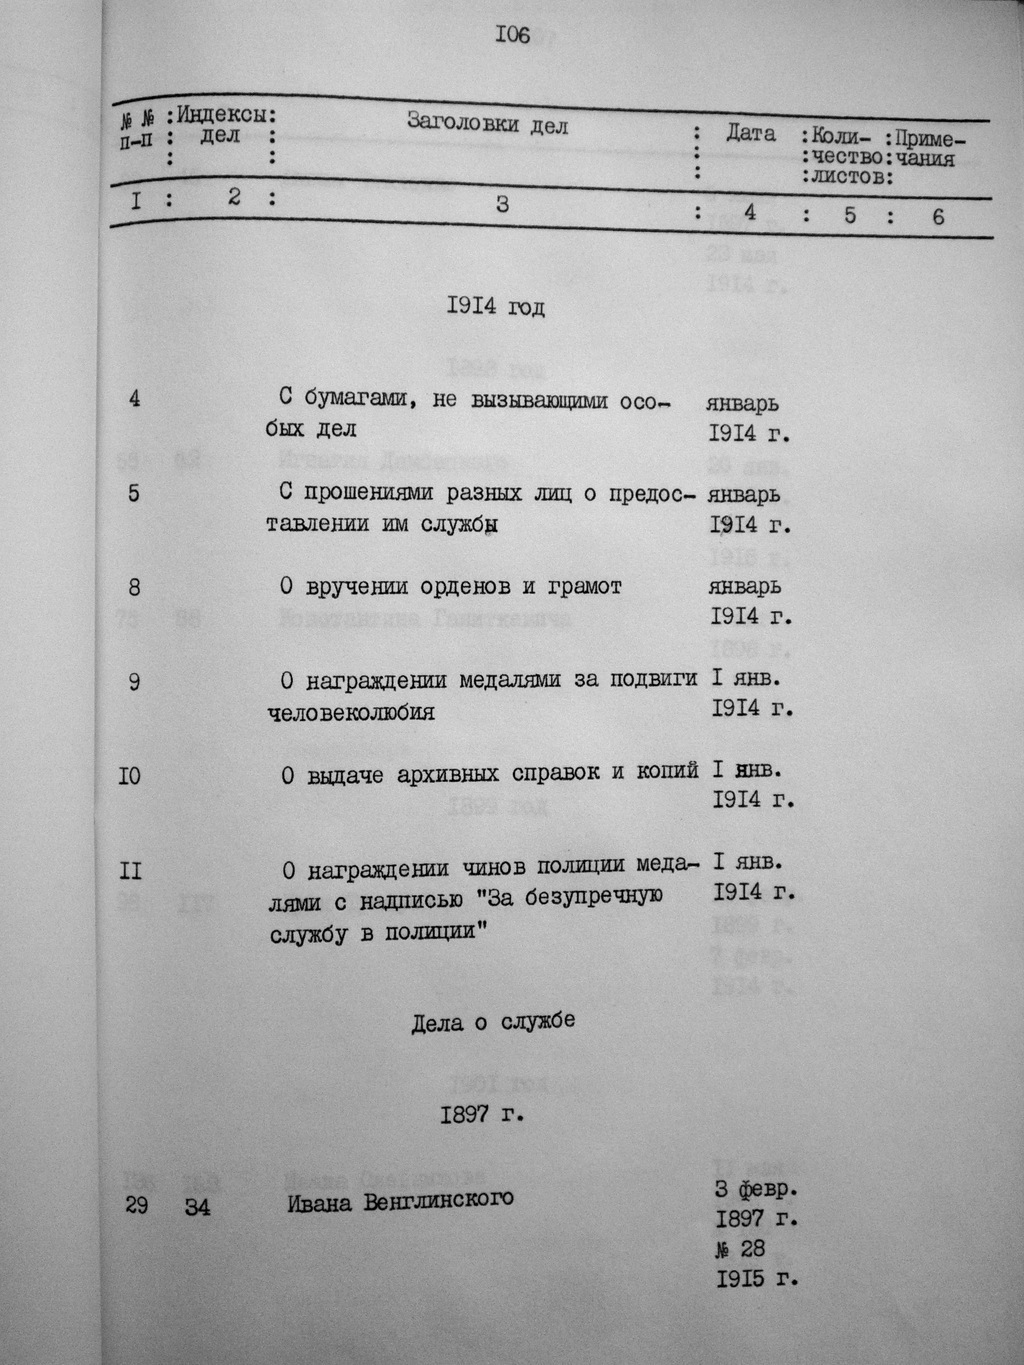 I06
№ № :Индексы: Заголовки дел : Дата :Коли- :Приме-
п-п : дел : : :чество:чания
: : : :листов:
I : 2 : 3 : 4 : 5 : 6
I9I4 год
4 С бумагами, не вызывающими осо- январь
бых дел I9I4 г.
5 С прошениями разных лиц о предос- январь
тавлении им службы I9I4 г.
8 О вручении орденов и грамот январь
I9I4 г.
9 О награждении медалями за подвиги I янв.
человеколюбия I9I4 г.
I0 О выдаче архивных справок и копий I янв.
I9I4 г.
II О награждении чинов полиции меда- I янв.
лями с надписью "За безупречную I9I4 г.
службу в полиции"
Дела о службе
I897 г.
29 34 Ивана Венглинского 3 февр.
I897 г.
№ 28
I9I5 г.